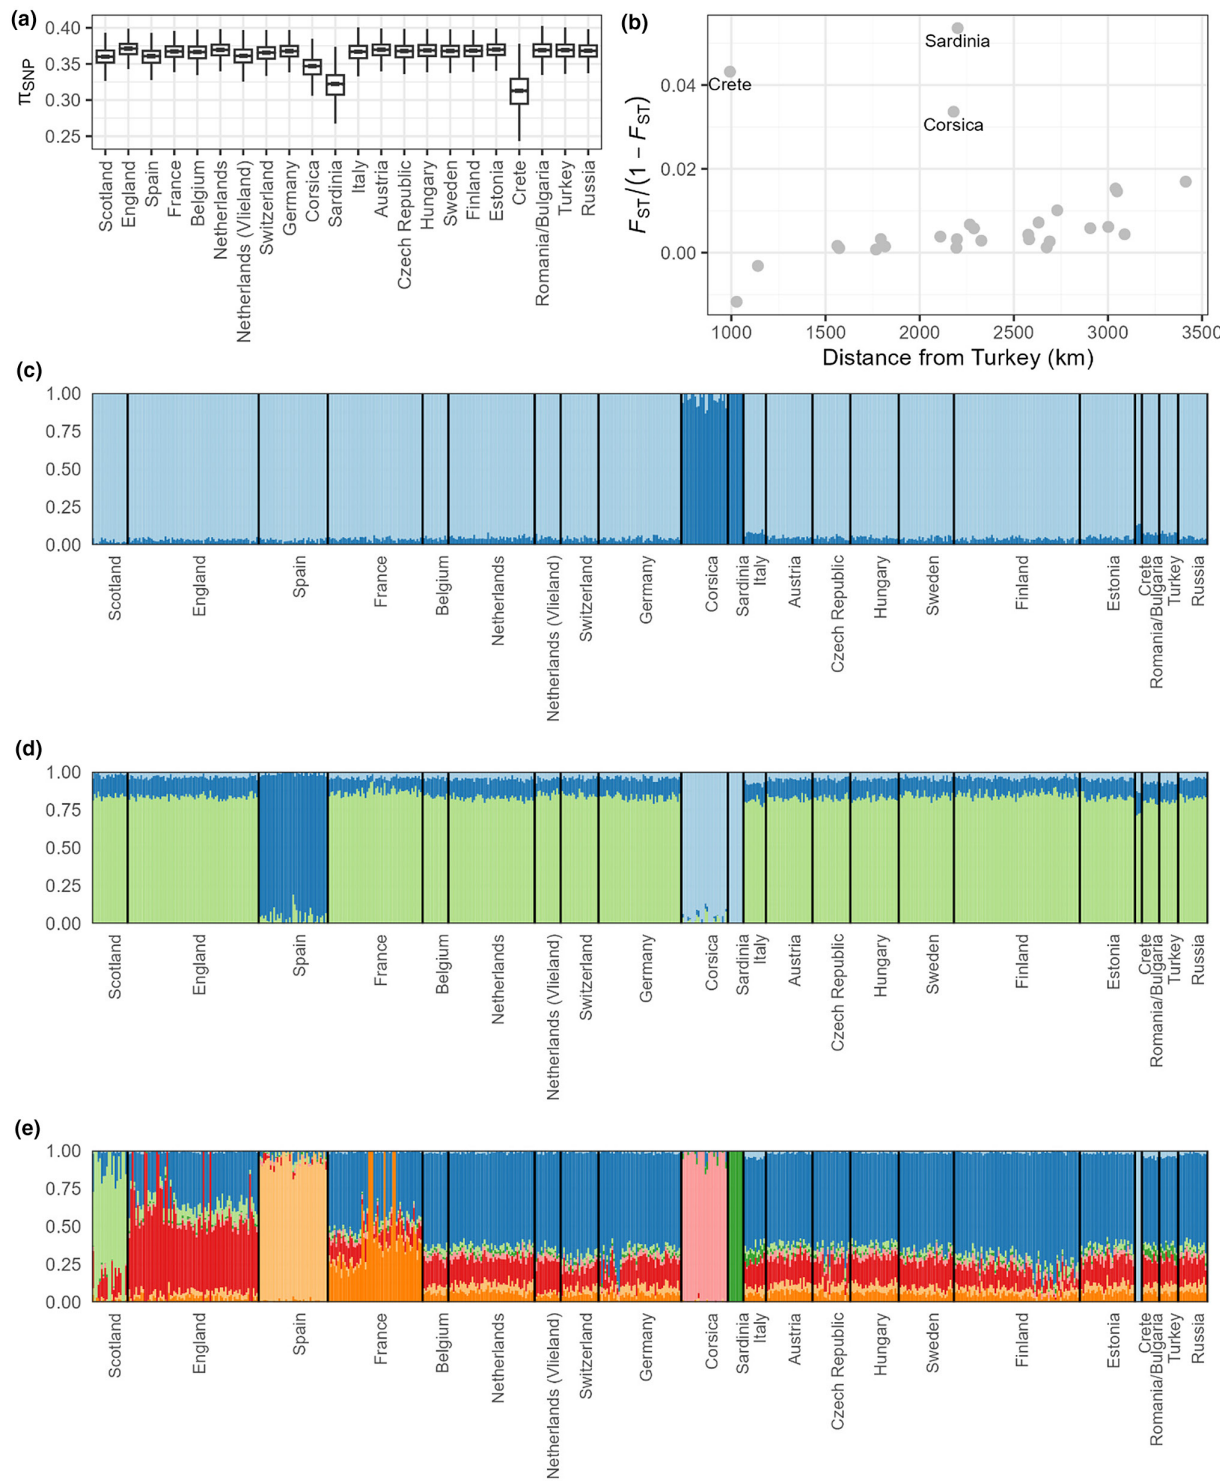 (a)
0.40
0.35
0.30
0.25
πSNP
Scotland
England
Spain
France
Belgium
Netherlands
Netherlands (Vlieland)
Switzerland
Germany
Corsica
Sardinia
Italy
Austria
Czech Republic
Hungary
Sweden
Finland
Estonia
Crete
Romania/Bulgaria
Turkey
Russia
(b)
0.04
0.02
0.00
FST/(1 − FST)
Sardinia
Crete
Corsica
1000 1500 2000 2500 3000 3500
Distance from Turkey (km)
(c)
1.00
0.75
0.50
0.25
0.00
Scotland
England
Spain
France
Belgium
Netherlands
Netherlands (Vlieland)
Switzerland
Germany
Corsica
Sardinia
Italy
Austria
Czech Republic
Hungary
Sweden
Finland
Estonia
Crete
Romania/Bulgaria
Turkey
Russia
(d)
1.00
0.75
0.50
0.25
0.00
Scotland
England
Spain
France
Belgium
Netherlands
Netherlands (Vlieland)
Switzerland
Germany
Corsica
Sardinia
Italy
Austria
Czech Republic
Hungary
Sweden
Finland
Estonia
Crete
Romania/Bulgaria
Turkey
Russia
(e)
1.00
0.75
0.50
0.25
0.00
Scotland
England
Spain
France
Belgium
Netherlands
Netherlands (Vlieland)
Switzerland
Germany
Corsica
Sardinia
Italy
Austria
Czech Republic
Hungary
Sweden
Finland
Estonia
Crete
Romania/Bulgaria
Turkey
Russia